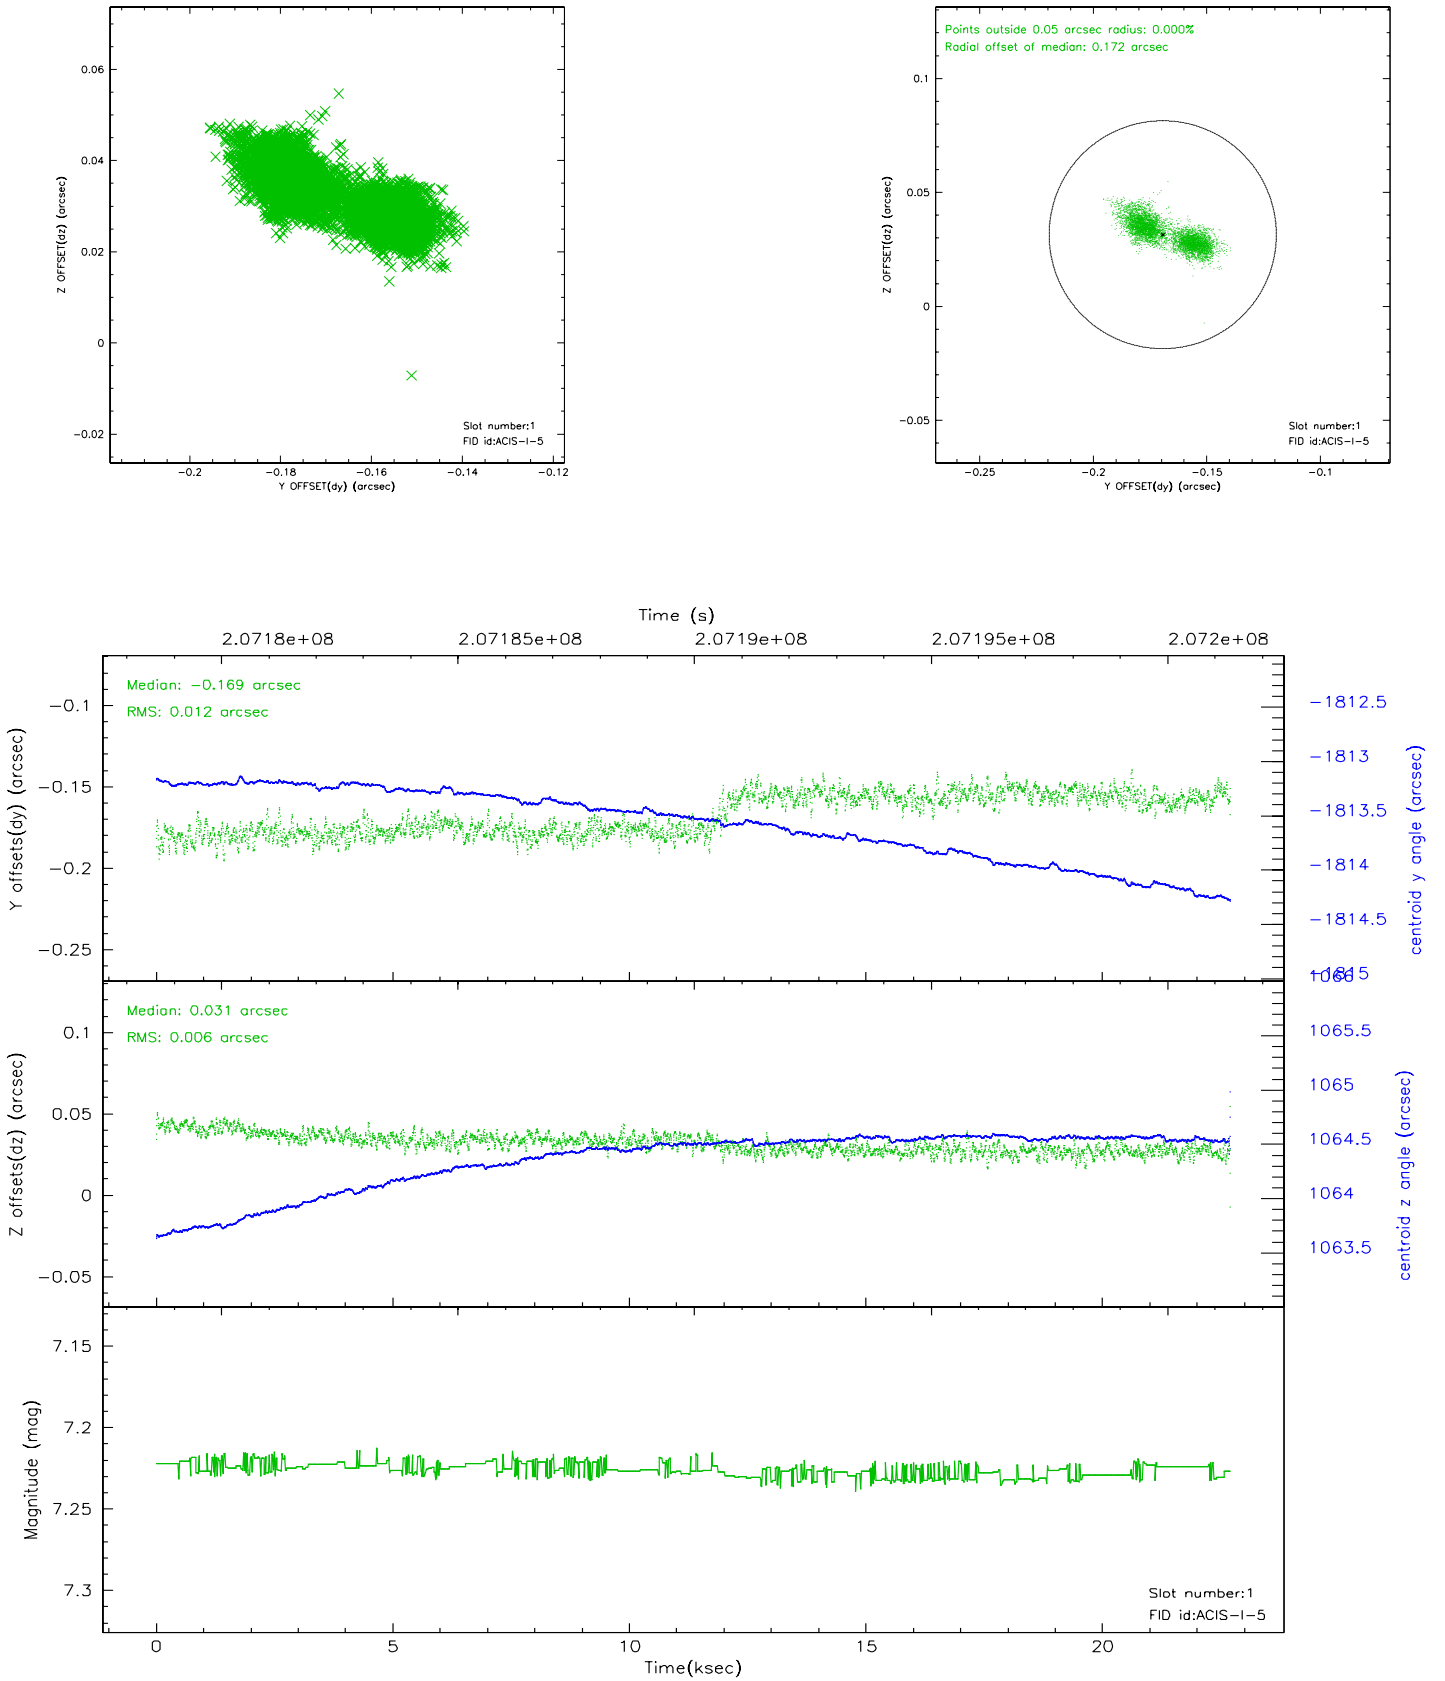 0.06
0.04
0.02
0
−0.02
Z OFFSET(dz) (arcsec)
−0.2 −0.18 −0.16 −0.14 −0.12
Y OFFSET(dy) (arcsec)
Slot number:1
FID id:ACIS−I−5
Points outside 0.05 arcsec radius: 0.000%
Radial offset of median: 0.172 arcsec
0.1
0.05
0
−0.05
Z OFFSET(dz) (arcsec)
−0.25 −0.2 −0.15 −0.1
Y OFFSET(dy) (arcsec)
Slot number:1
FID id:ACIS−I−5
Time (s)
2.0718e+08 2.07185e+08 2.0719e+08 2.07195e+08 2.072e+08
Median: −0.169 arcsec
RMS: 0.012 arcsec
−0.1
−0.15
−0.2
−0.25
Y offsets(dy) (arcsec)
−1812.5
−1813
−1813.5
−1814
−1814.5
−1815
centroid y angle (arcsec)
Median: 0.031 arcsec
RMS: 0.006 arcsec
0.1
0.05
0
−0.05
Z offsets(dz) (arcsec)
1066
1065.5
1065
1064.5
1064
1063.5
centroid z angle (arcsec)
7.15
7.2
7.25
7.3
Magnitude (mag)
Slot number:1
FID id:ACIS−I−5
0 5 10 15 20
Time(ksec)